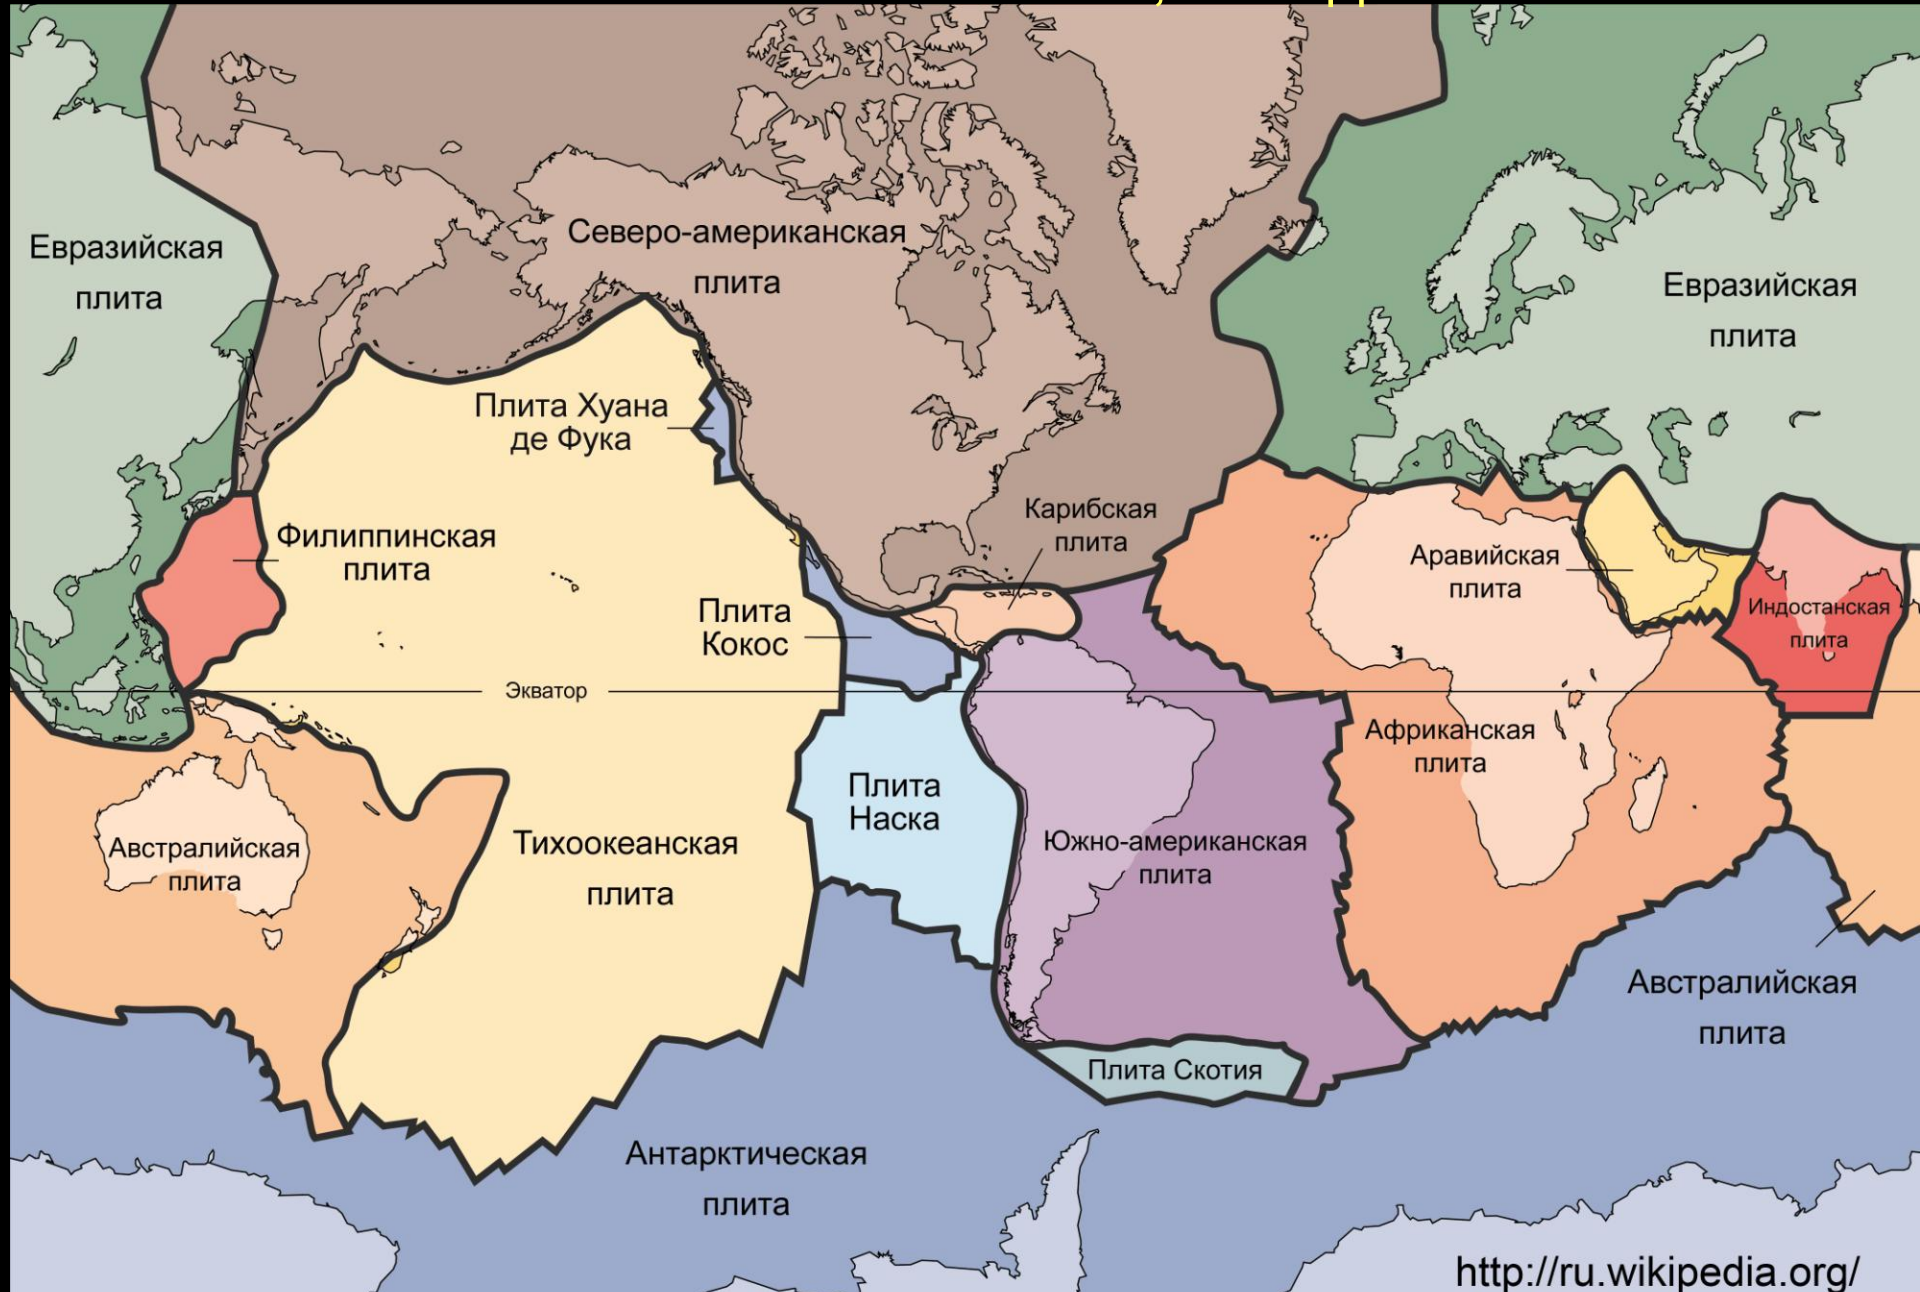 Евразийская
плита
Северо-американская
плита
Евразийская
плита
Плита Хуана
де Фука
Карибская
плита
Филиппинская
плита
Аравийская
плита
Плита
Кокос
Индостанская
плита
Экватор
Африканская
плита
Плита
Наска
Австралийская
плита
Тихоокеанская
плита
Южно-американская
плита
Австралийская
плита
Плита Скотия
Антарктическая
плита
http://ru.wikipedia.org/